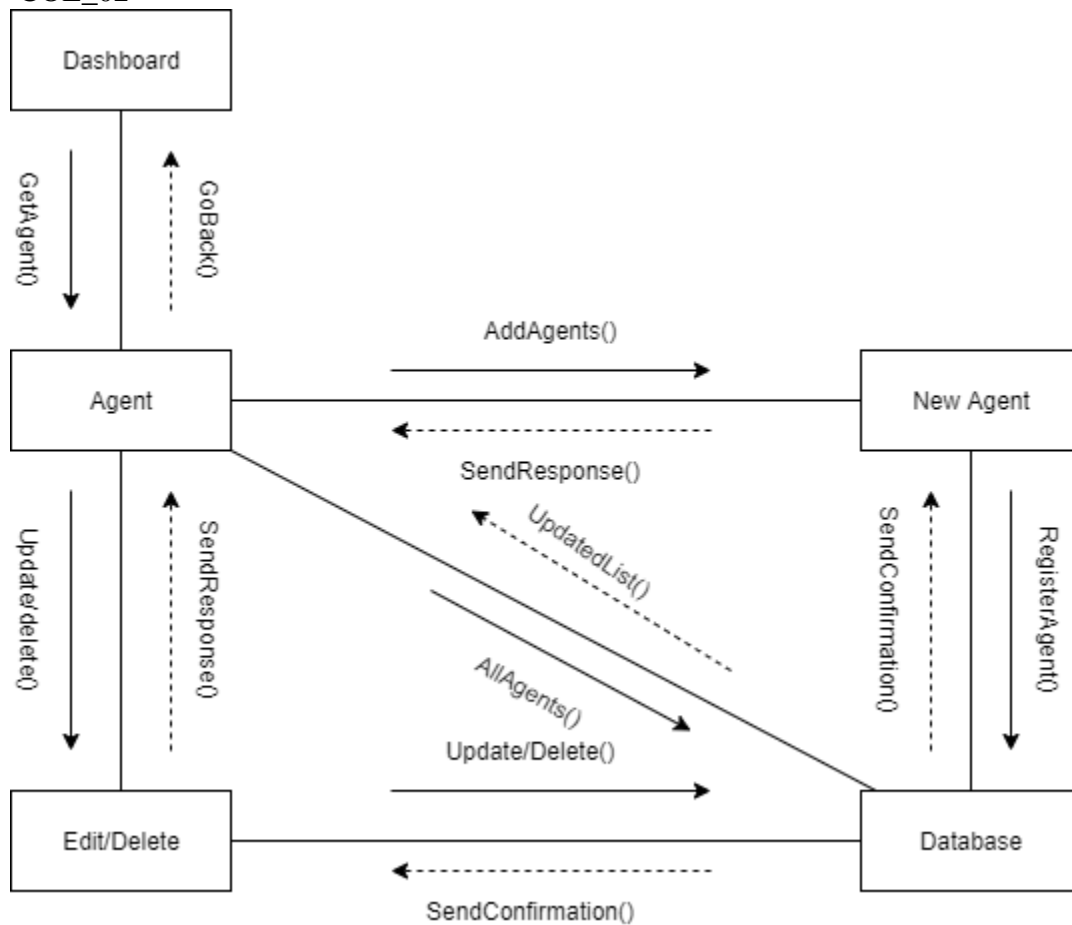 Dashboard
GetAgent()
GoBack()
AddAgents()
Agent
New Agent
SendResponse()
UpdatedList()
Update/delete()
SendResponse()
SendConfirmation()
RegisterAgent()
AllAgents()
Update/Delete()
Edit/Delete
Database
SendConfirmation()